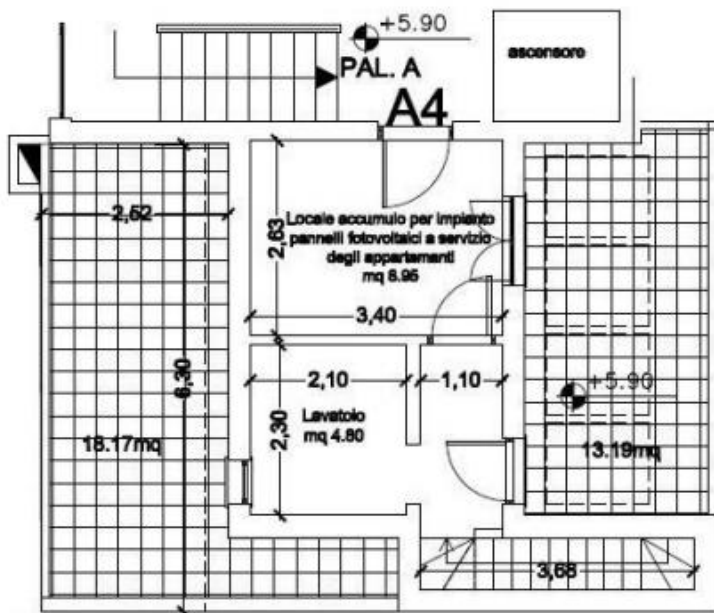 +5.90
ascensore
PAL. A
A4
2,52
Locale accumulo per impianto
pannelli fotovoltaici a servizio
degli appartamanti
mq 8.95
2,63
3,40
6,30
2,10
1,10
+5.90
Lavatoio
mq 4.80
2,30
18.17mq
13.19mq
3,68